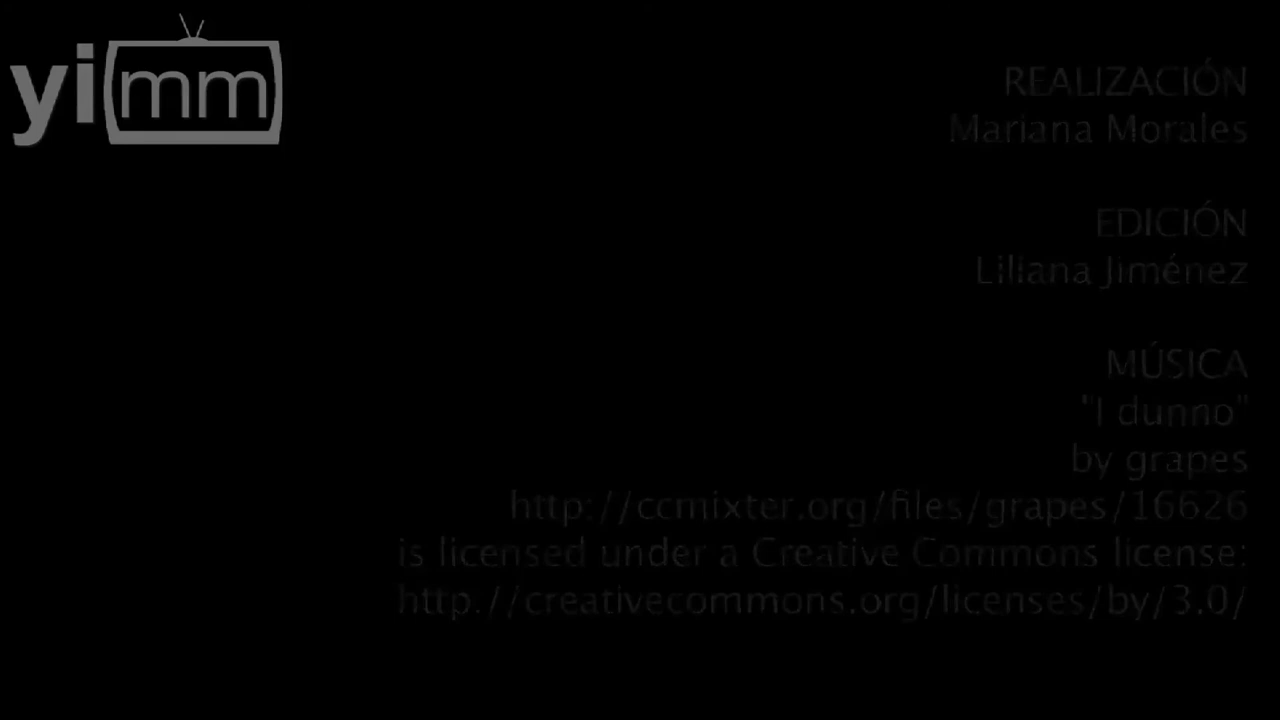 yimm
REALIZACIÓN
Mariana Morales
EDICIÓN
Liliana Jiménez
MÚSICA
"I dunno"
by grapes
http://ccmixter.org/files/grapes/16626
is licensed under a Creative Commons license:
http://creativecommons.org/licenses/by/3.0/